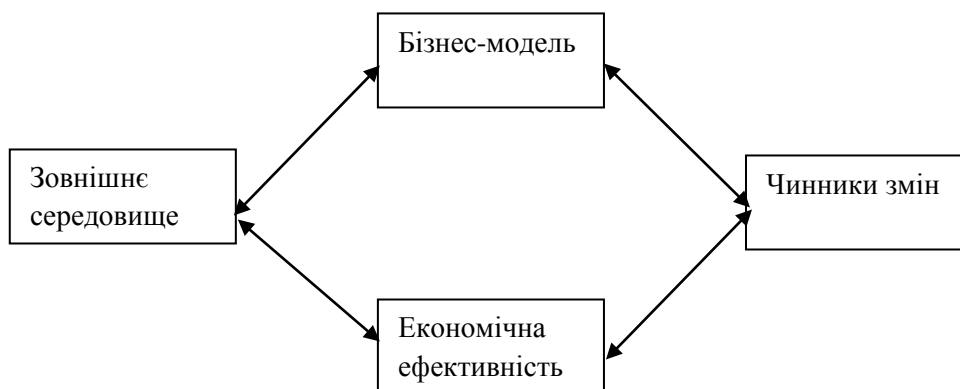 Бізнес-модель
Зовнішнє
середовище
Чинники змін
Економічна
ефективність